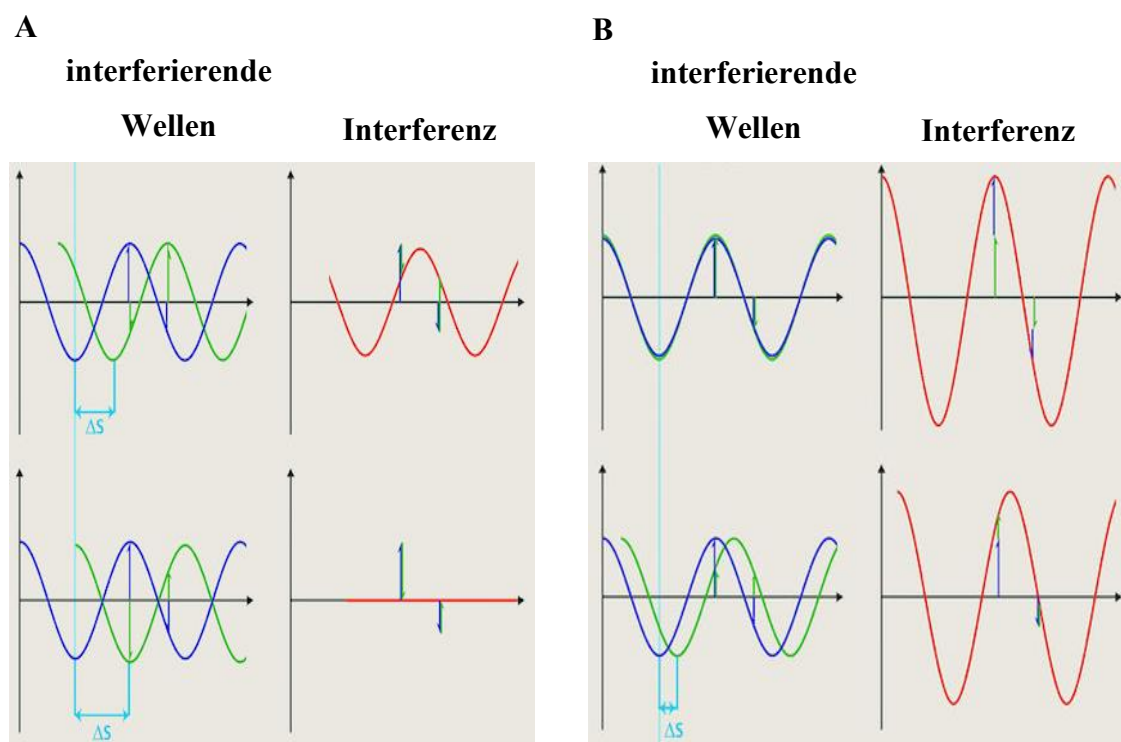 A
interferierende
Wellen
Interferenz
ΔS
ΔS
B
interferierende
Wellen
Interferenz
ΔS